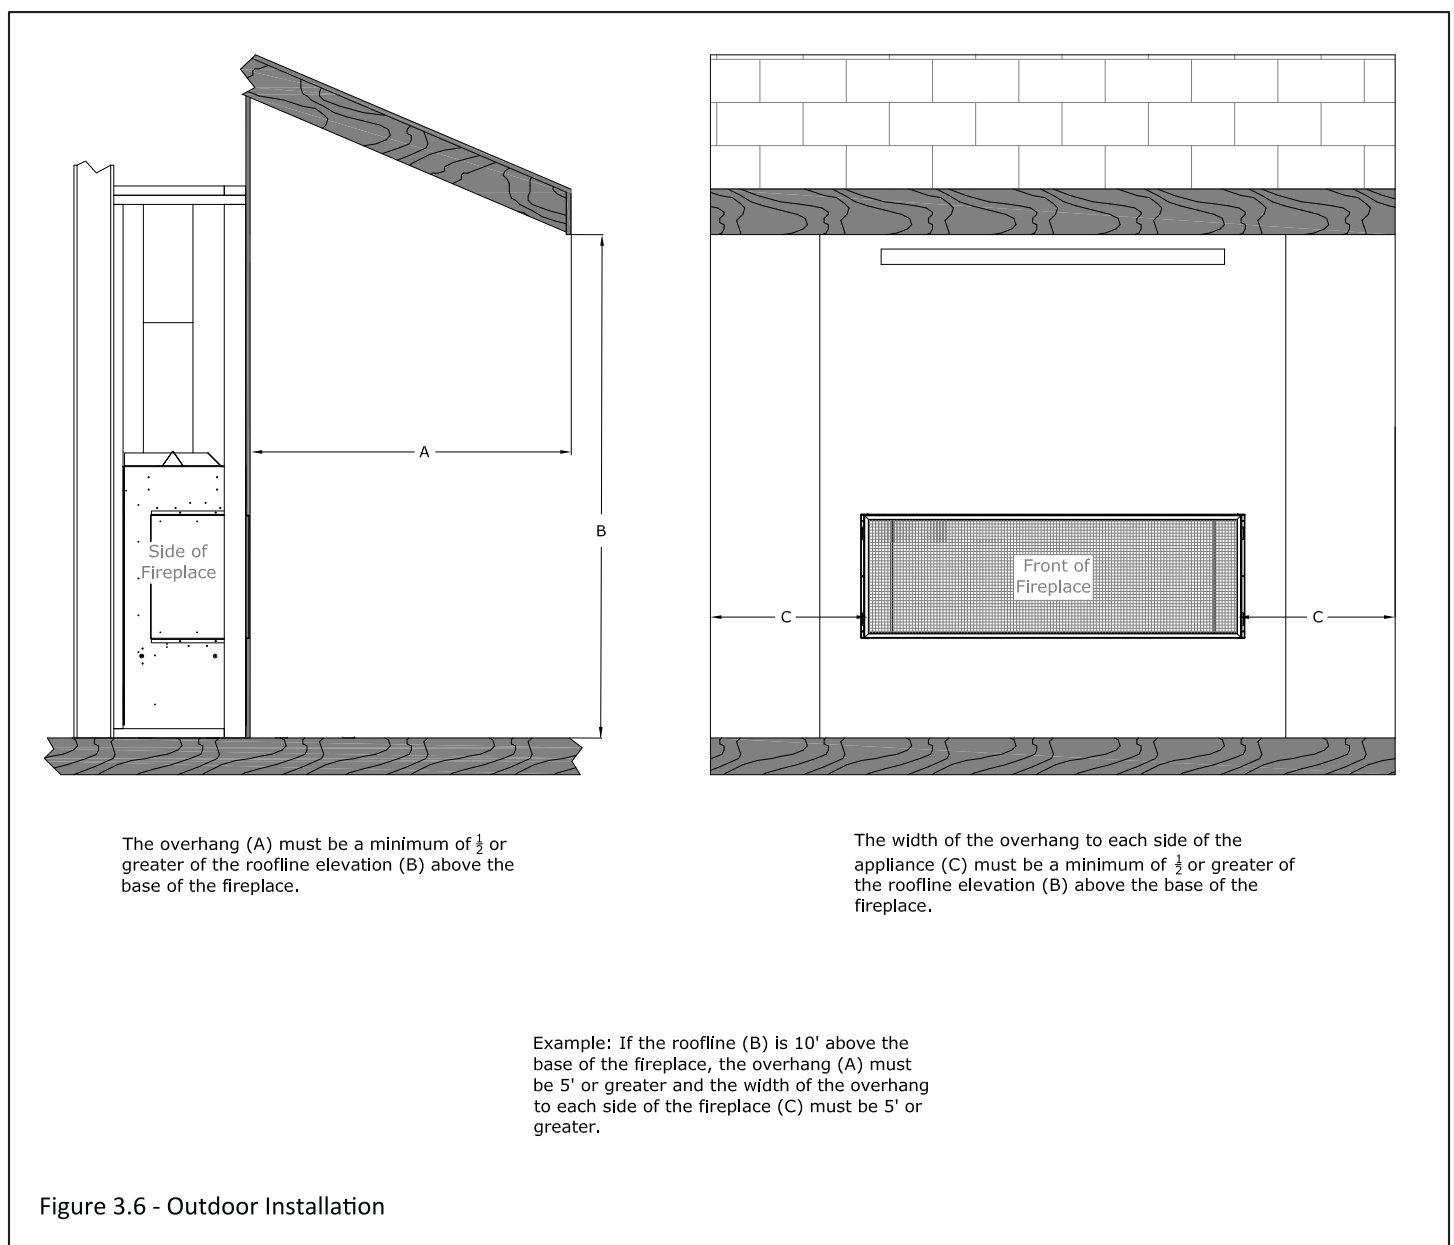 A
B
Side of
Fireplace
Front of
Fireplace
C
C
The overhang (A) must be a minimum of ½ or
greater of the roofline elevation (B) above the
base of the fireplace.
The width of the overhang to each side of the
appliance (C) must be a minimum of ½ or greater of
the roofline elevation (B) above the base of the
fireplace.
Example: If the roofline (B) is 10' above the
base of the fireplace, the overhang (A) must
be 5' or greater and the width of the overhang
to each side of the fireplace (C) must be 5' or
greater.
Figure 3.6 - Outdoor Installation